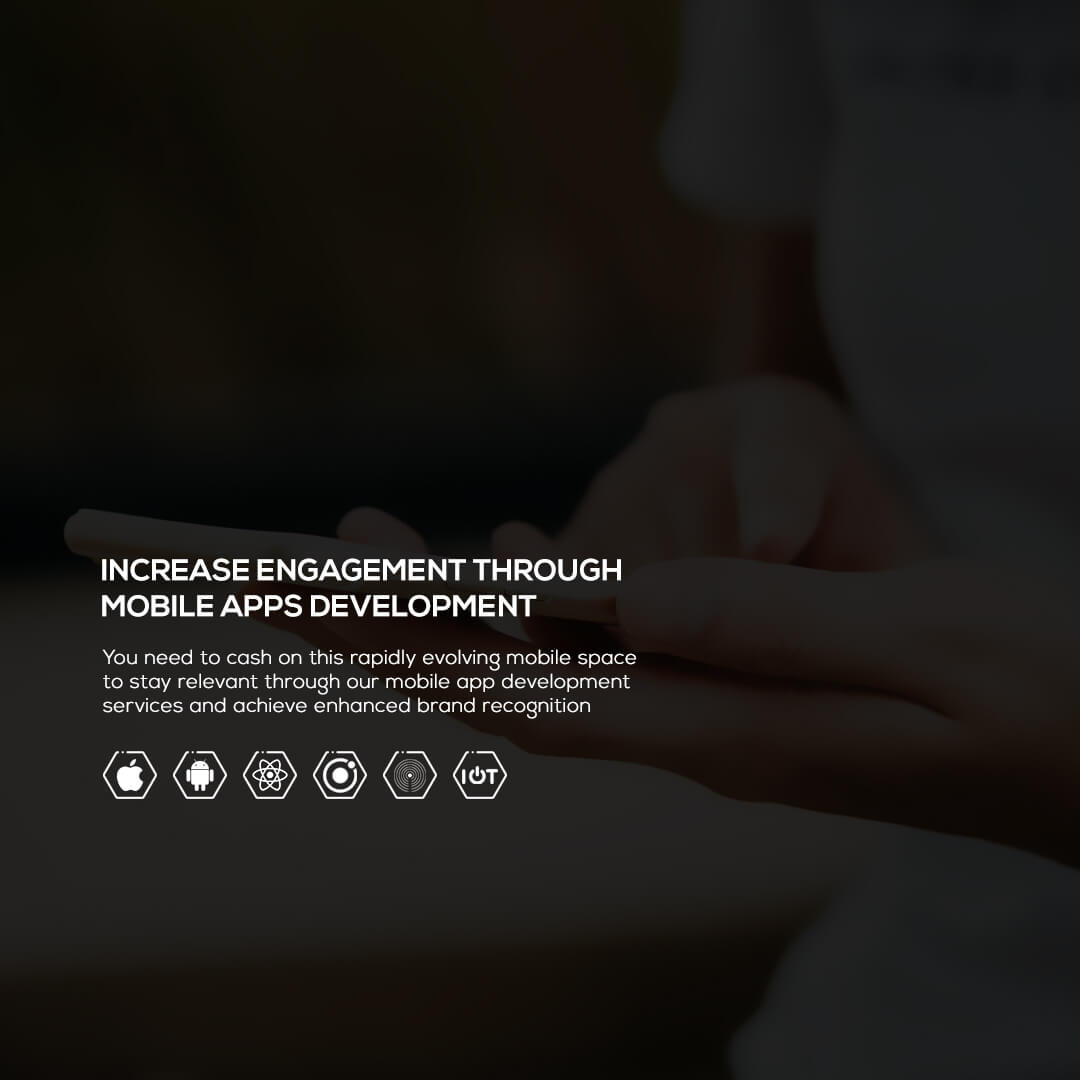 INCREASE ENGAGEMENT THROUGH
MOBILE APPS DEVELOPMENT
You need to cash on this rapidly evolving mobile space
to stay relevant through our mobile app development
services and achieve enhanced brand recognition
IOT